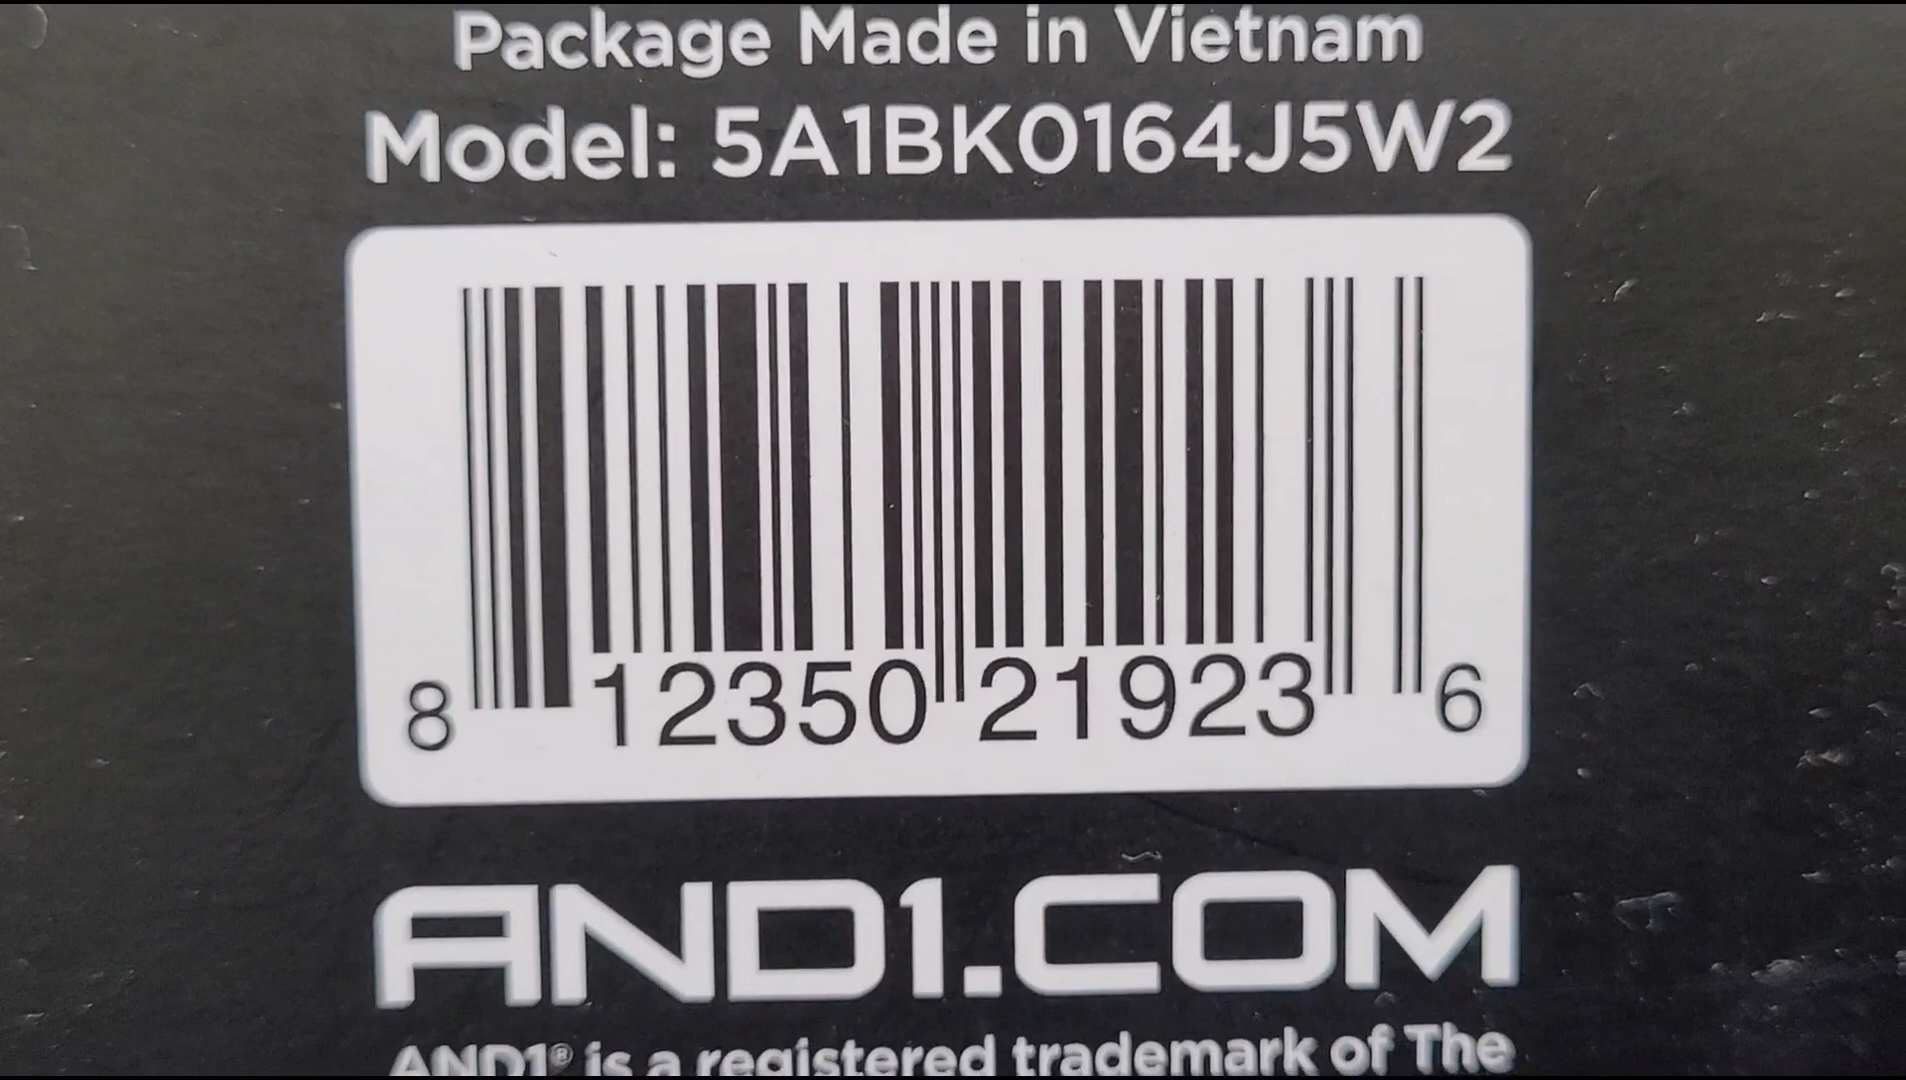 Package Made in Vietnam
Model: 5A1BK0164J5W2
8 12350 21923 6
AND1.COM
AND1® is a registered trademark of The